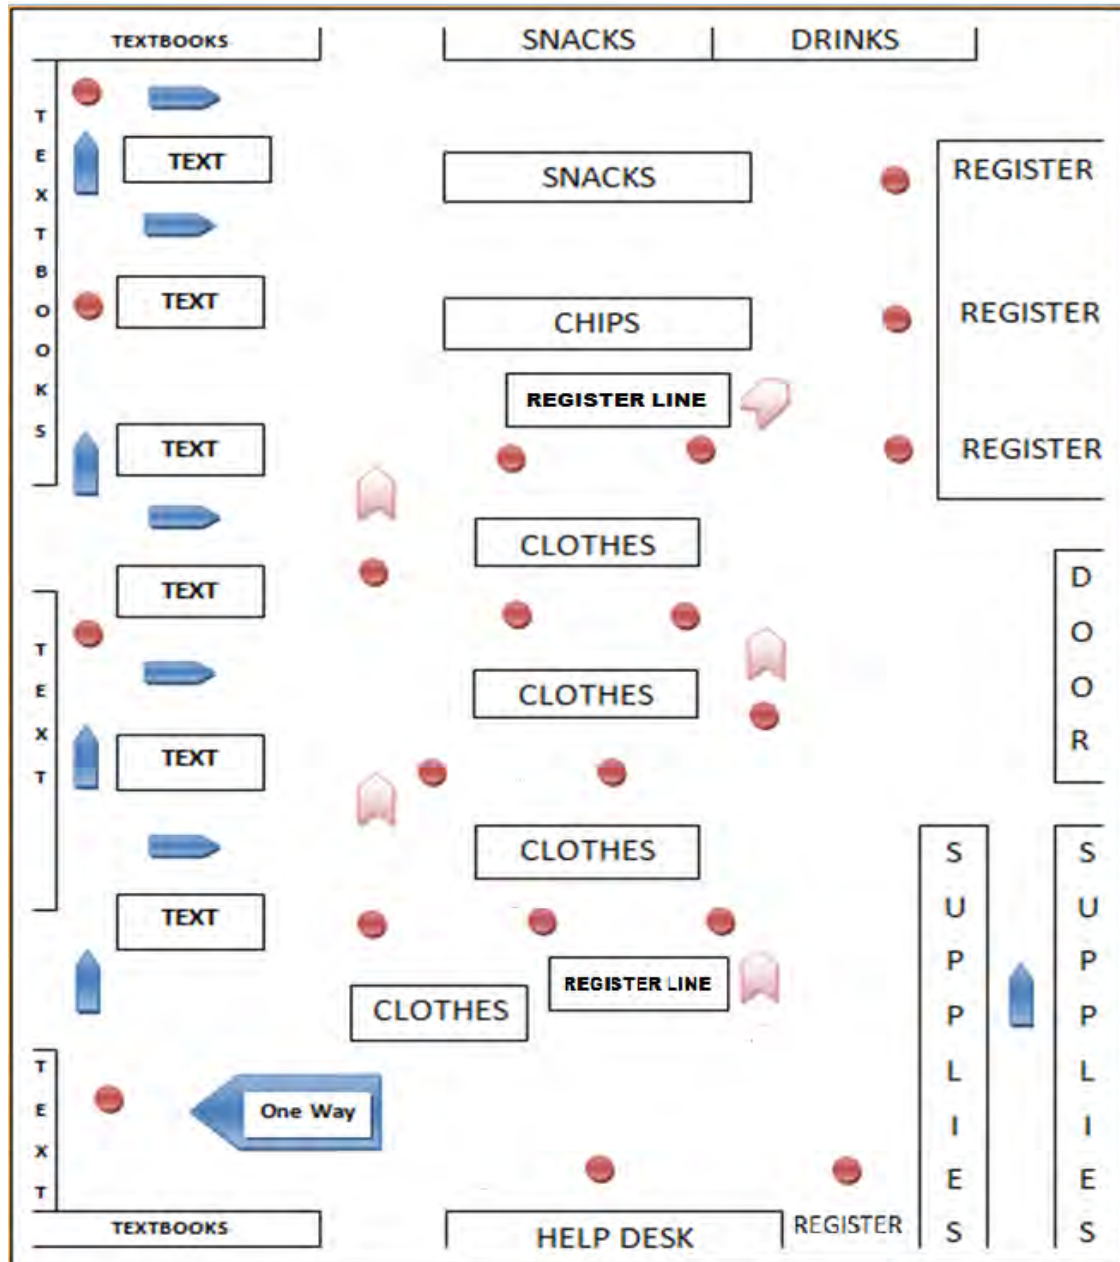 TEXTBOOKS
SNACKS
DRINKS
TEXTBOOKS
TEXT
SNACKS
REGISTER
TEXT
CHIPS
REGISTER
REGISTER LINE
TEXT
REGISTER
CLOTHES
TEXT
DOOR
TEXT
CLOTHES
TEXT
CLOTHES
SUPPLIES
SUPPLIES
TEXT
REGISTER LINE
CLOTHES
TEXT
One Way
TEXTBOOKS
HELP DESK
REGISTER